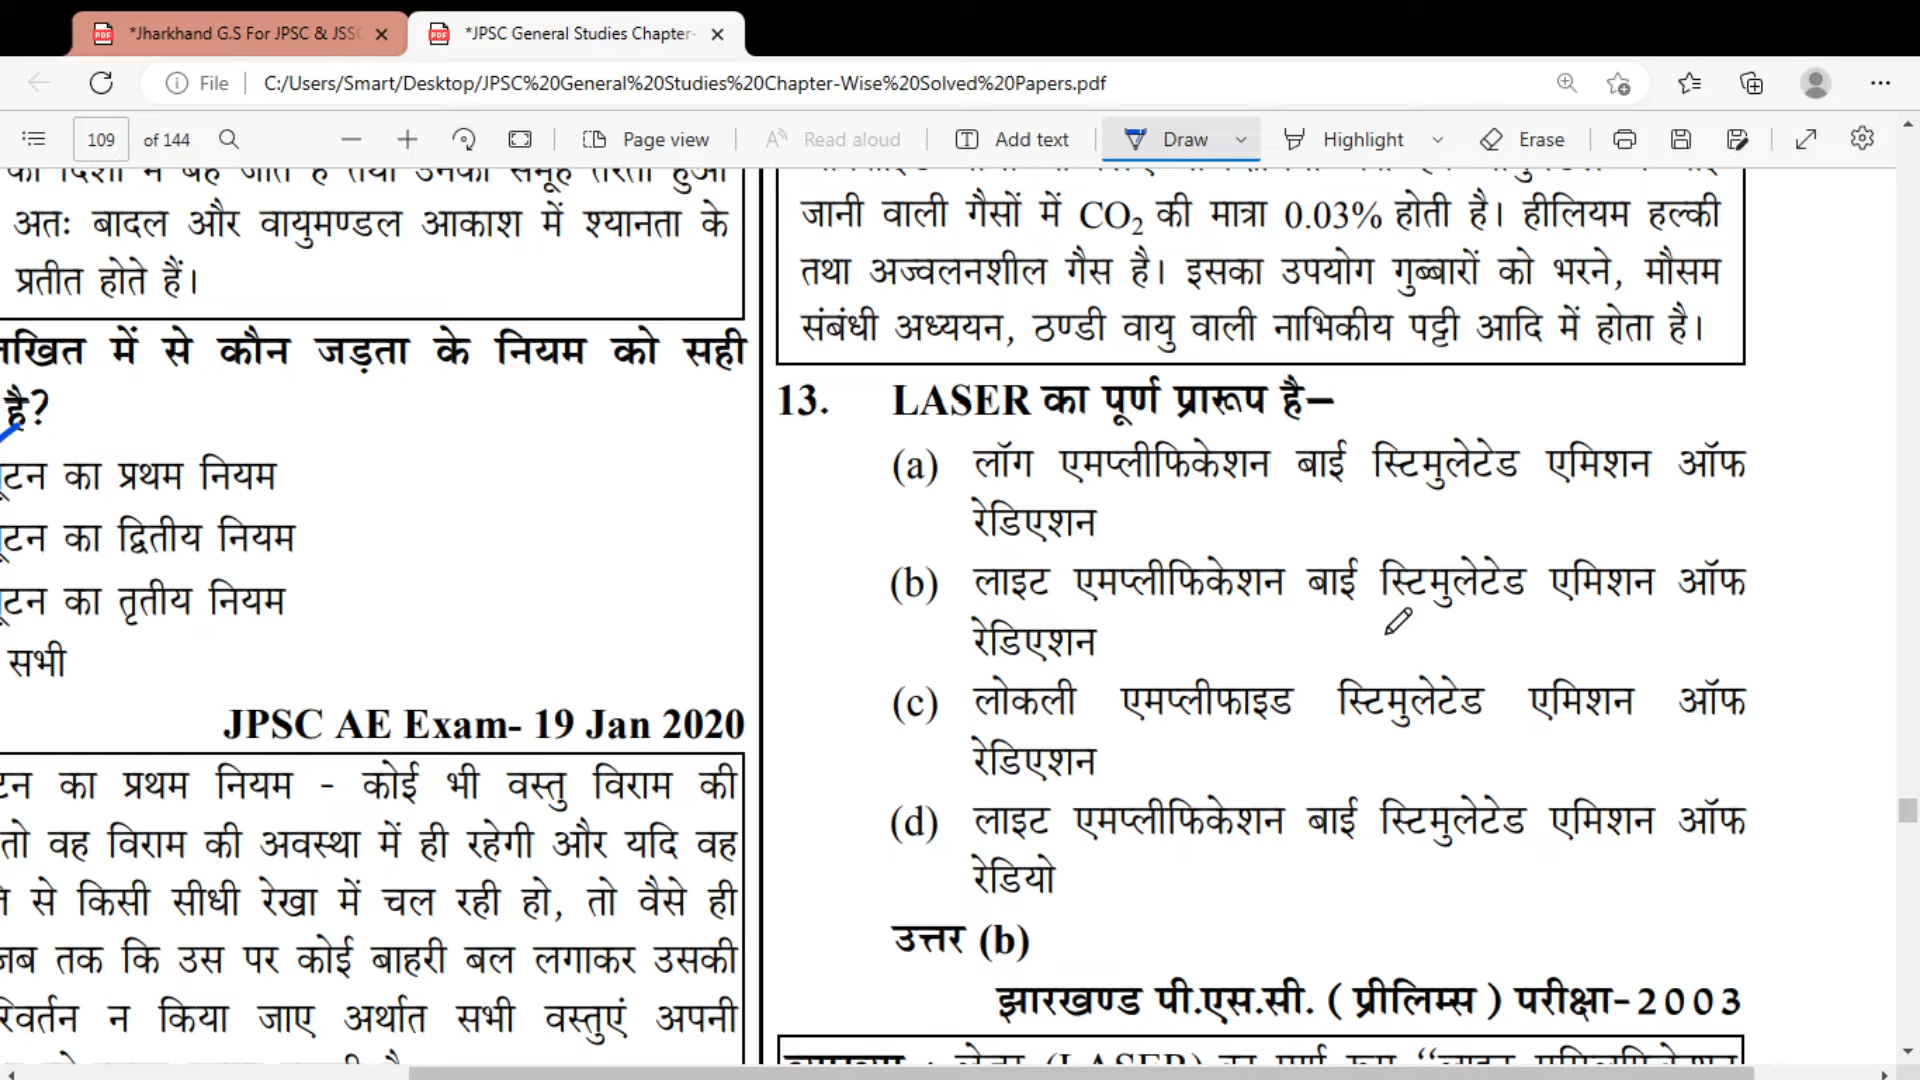 *Jharkhand G.S For JPSC & JSSC
*JPSC General Studies Chapter-
File
C:/Users/Smart/Desktop/JPSC%20General%20Studies%20Chapter-Wise%20Solved%20Papers.pdf
109 of 144
Page view
Read aloud
Add text
Draw
Highlight
Erase
अतः बादल और वायुमण्डल आकाश में श्यानता के
प्रतीत होते हैं।
में से कौन जड़ता के नियम को सही
है?
का प्रथम नियम
का द्वितीय नियम
का तृतीय नियम
सभी
JPSC AE Exam- 19 Jan 2020
का प्रथम नियम - कोई भी वस्तु विराम की
तो वह विराम की अवस्था में ही रहेगी और यदि वह
से किसी सीधी रेखा में चल रही हो, तो वैसे ही
जब तक कि उस पर कोई बाहरी बल लगाकर उसकी
न किया जाए अर्थात सभी वस्तुएं अपनी
जानी वाली गैसों में CO₂ की मात्रा 0.03% होती है। हीलियम हल्की
तथा अज्वलनशील गैस है। इसका उपयोग गुब्बारों को भरने, मौसम
संबंधी अध्ययन, ठण्डी वायु वाली नाभिकीय पट्टी आदि में होता है।
13. LASER का पूर्ण प्रारूप है–
(a) लॉग एमप्लीफिकेशन बाई स्टिमुलेटेड एमिशन ऑफ
रेडिएशन
(b) लाइट एमप्लीफिकेशन बाई स्टिमुलेटेड एमिशन ऑफ
रेडिएशन
(c) लोकली एमप्लीफाइड स्टिमुलेटेड एमिशन ऑफ
रेडिएशन
(d) लाइट एमप्लीफिकेशन बाई स्टिमुलेटेड एमिशन ऑफ
रेडियो
उत्तर (b)
झारखण्ड पी.एस.सी. ( प्रीलिम्स ) परीक्षा-2003